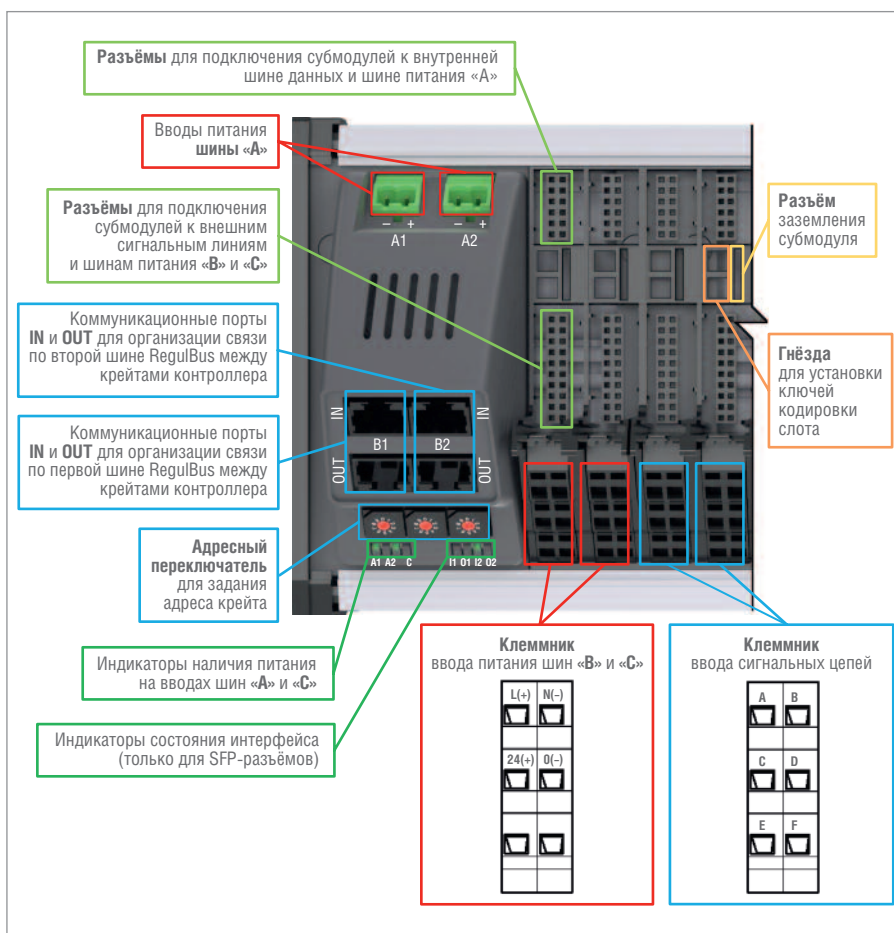 Разъёмы для подключения субмодулей к внутренней
шине данных и шине питания «А»
Вводы питания
шины «А»
Разъёмы для подключения
субмодулей к внешним
сигнальным линиям
и шинам питания «В» и «С»
Разъём
заземления
субмодуля
– +
A1
– +
A2
Коммуникационные порты
IN и OUT для организации связи
по второй шине RegulBus между
крейтами контроллера
Гнёзда
для установки
ключей
кодировки
слота
IN
IN
B1
B2
OUT
OUT
Коммуникационные порты
IN и OUT для организации связи
по первой шине RegulBus между
крейтами контроллера
Адресный
переключатель
для задания
адреса крейта
A1 A2 C
I1 O1 I2 O2
Индикаторы наличия питания
на вводах шин «А» и «С»
Индикаторы состояния интерфейса
(только для SFP-разъёмов)
Клеммник
ввода питания шин «В» и «С»
L(+) N(–)
24(+) 0(–)
Клеммник
ввода сигнальных цепей
A B
C D
E F